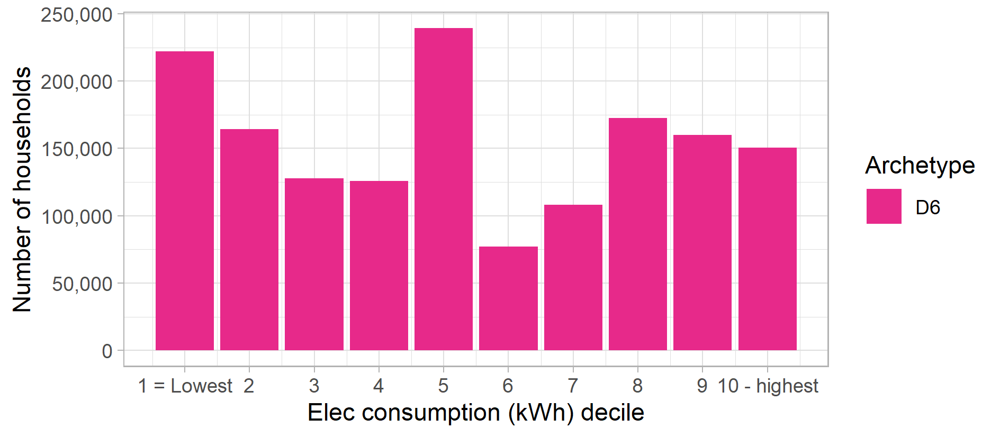 250,000
200,000
150,000
100,000
50,000
0
Number of households
1 = Lowest 2 3 4 5 6 7 8 9 10 - highest
Elec consumption (kWh) decile
Archetype
D6